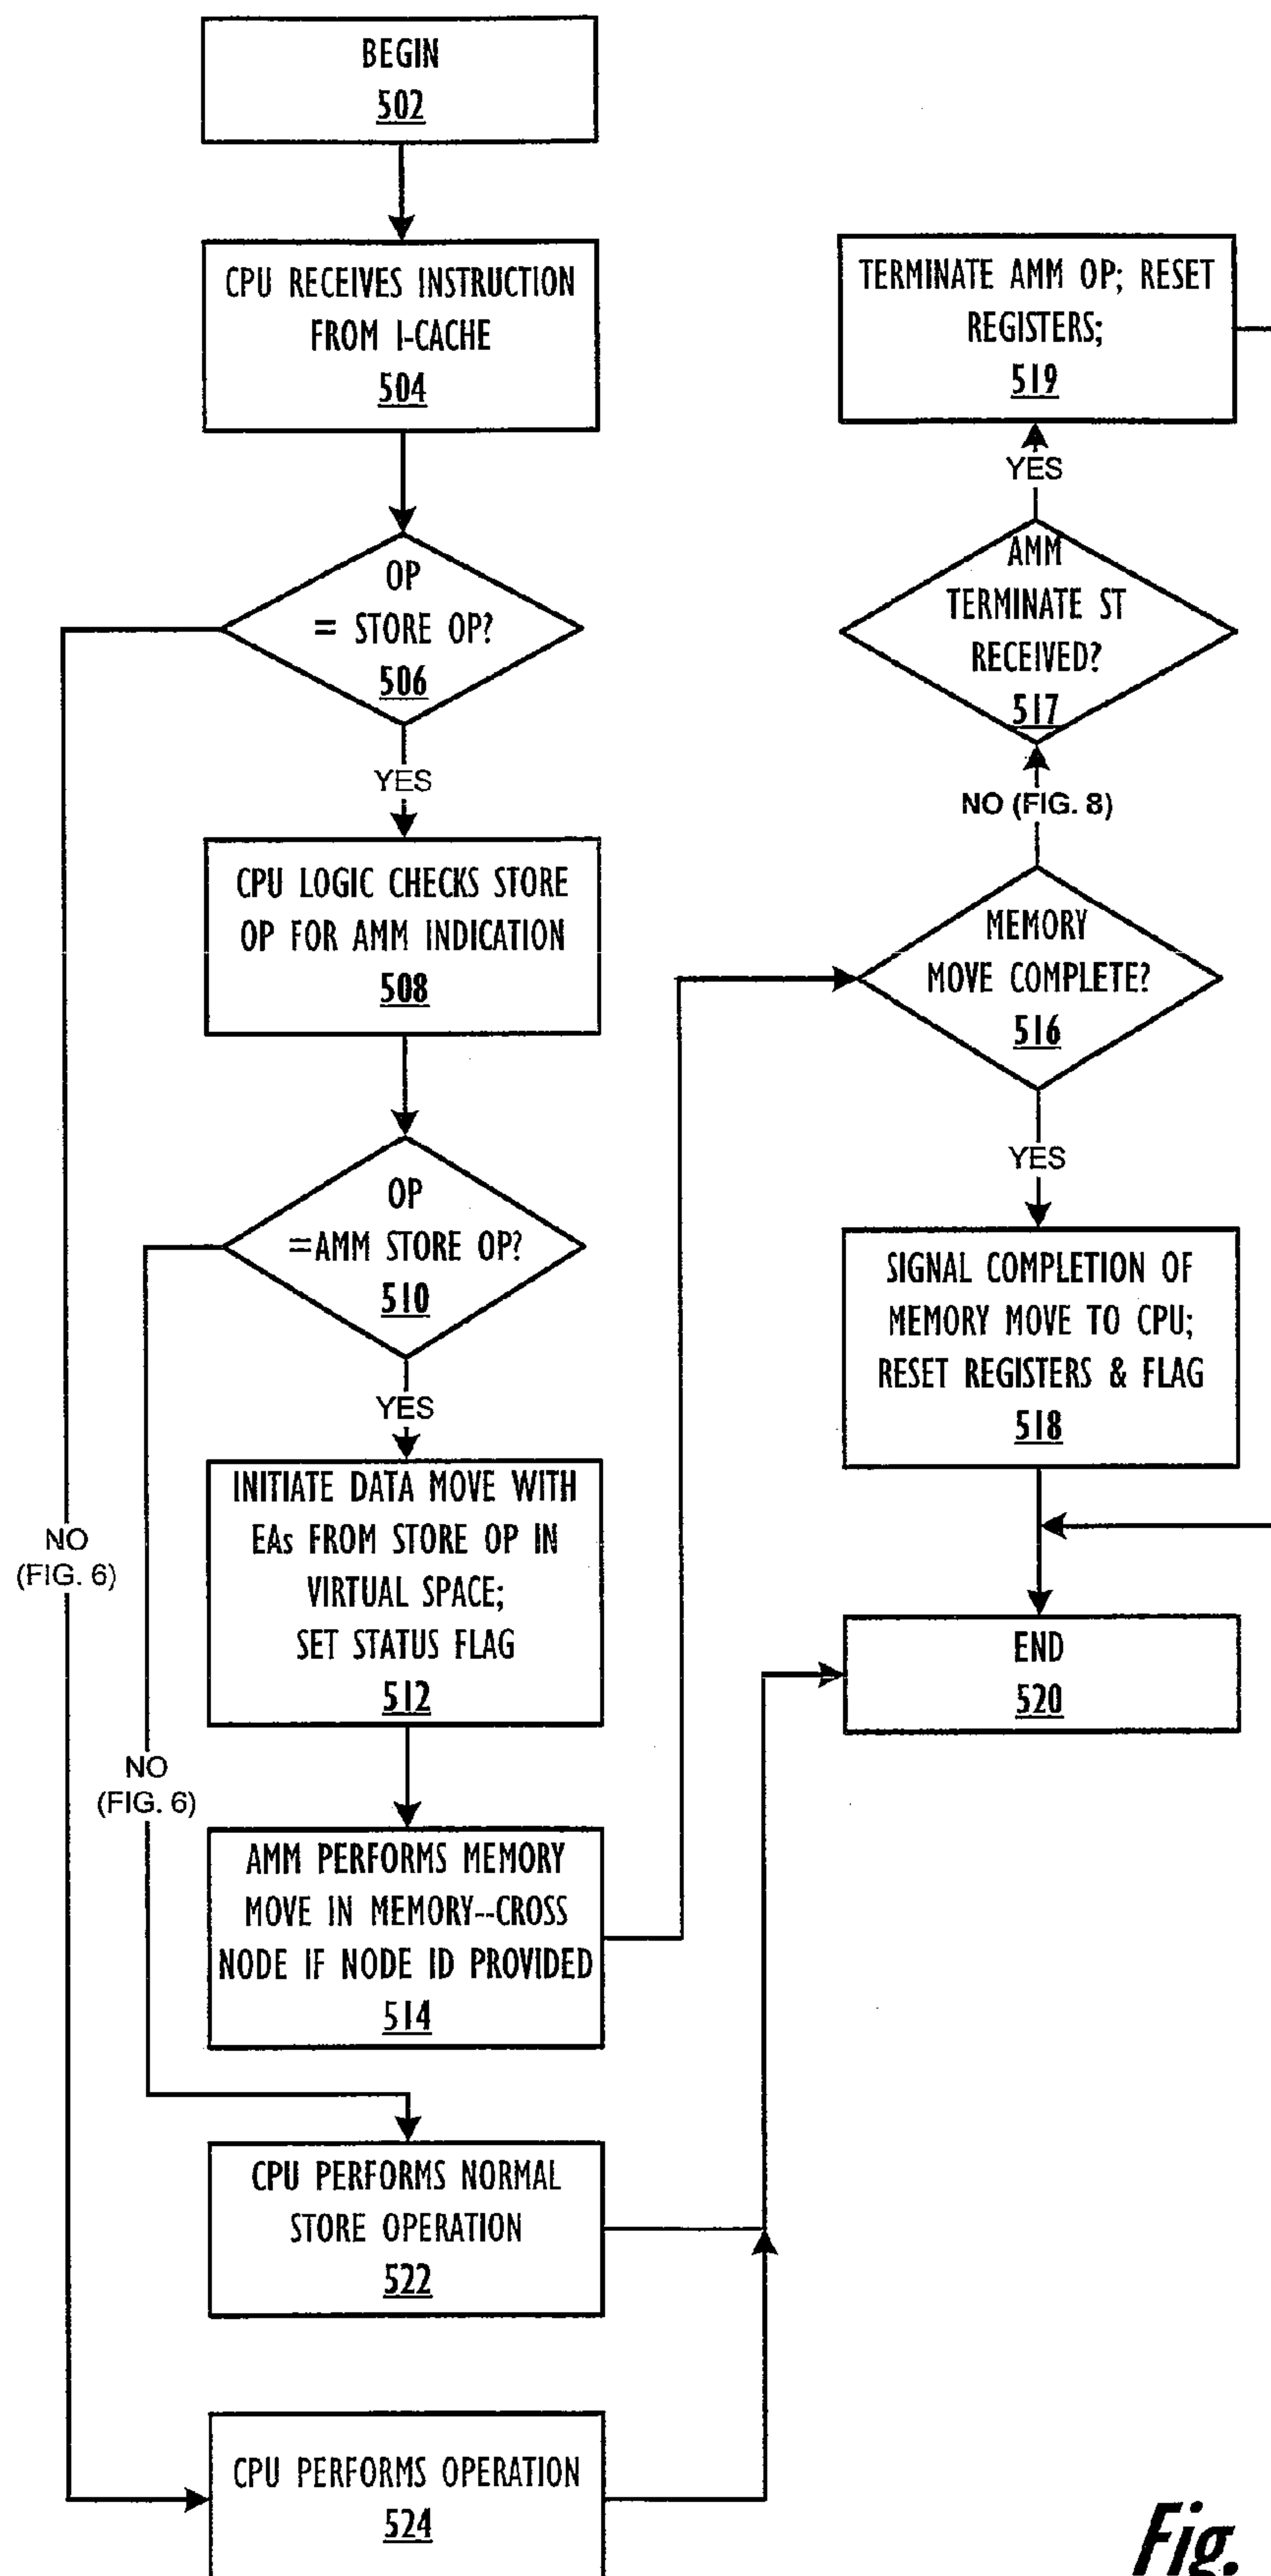 BEGIN
502
CPU RECEIVES INSTRUCTION
FROM I-CACHE
504
OP
= STORE OP?
506
YES
CPU LOGIC CHECKS STORE
OP FOR AMM INDICATION
508
OP
=AMM STORE OP?
510
YES
INITIATE DATA MOVE WITH
EAs FROM STORE OP IN
VIRTUAL SPACE;
SET STATUS FLAG
512
NO
(FIG. 6)
NO
(FIG. 6)
AMM PERFORMS MEMORY
MOVE IN MEMORY--CROSS
NODE IF NODE ID PROVIDED
514
CPU PERFORMS NORMAL
STORE OPERATION
522
CPU PERFORMS OPERATION
524
TERMINATE AMM OP; RESET
REGISTERS;
519
YES
AMM
TERMINATE ST
RECEIVED?
517
NO (FIG. 8)
MEMORY
MOVE COMPLETE?
516
YES
SIGNAL COMPLETION OF
MEMORY MOVE TO CPU;
RESET REGISTERS & FLAG
518
END
520
Fig.